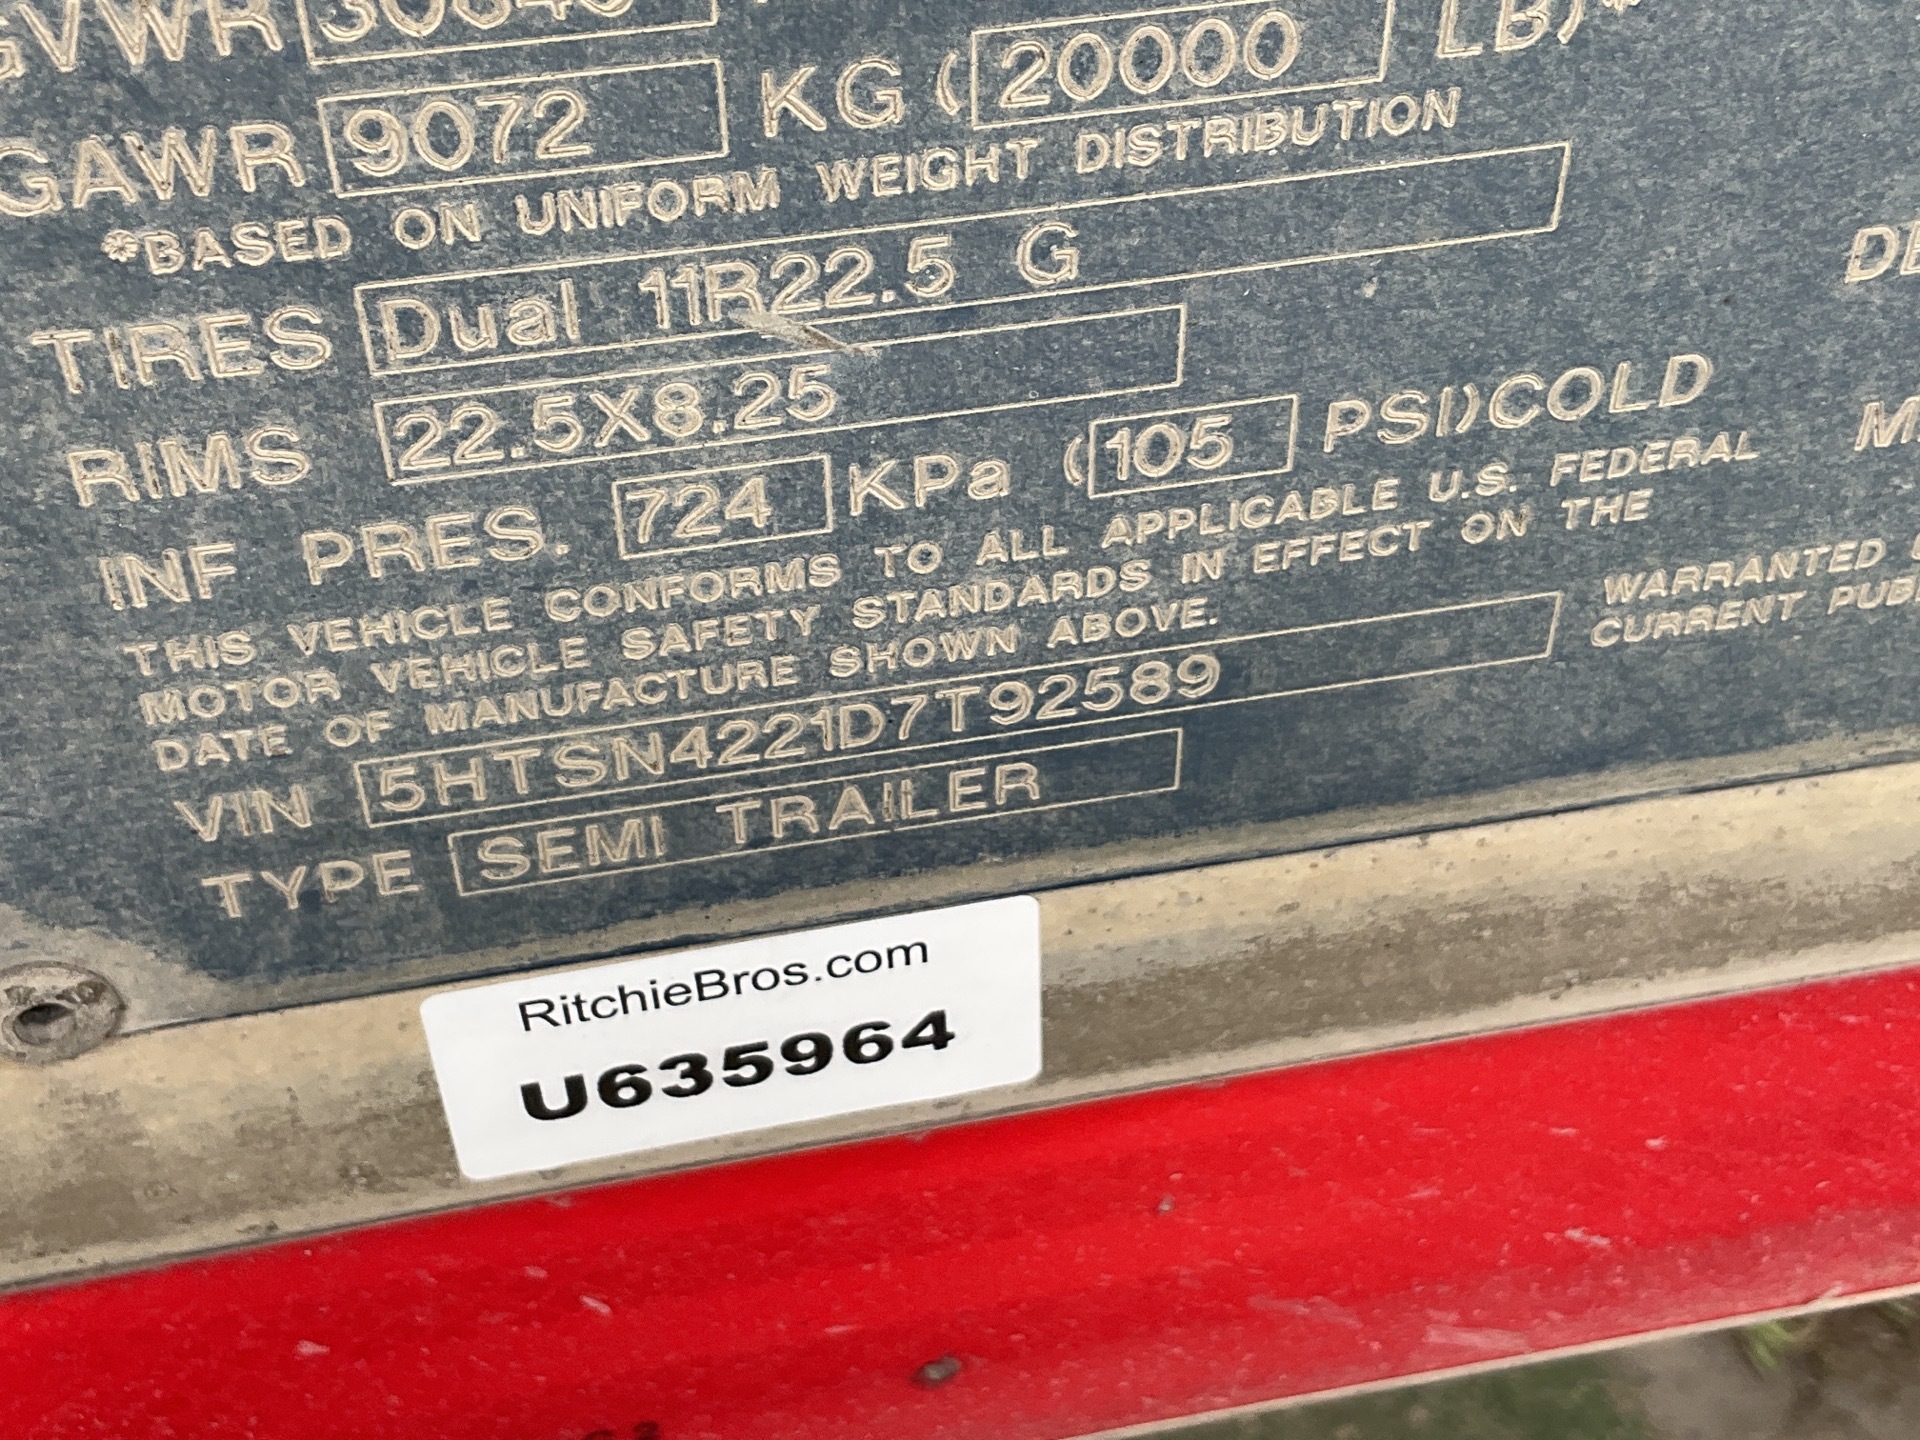 GVWR
GAWR 9072 KG (20000 LB)*
*BASED ON UNIFORM WEIGHT DISTRIBUTION
TIRES Dual 11R22.5 G
RIMS 22.5X8.25
INF PRES. 724 KPa (105 PSI)COLD
THIS VEHICLE CONFORMS TO ALL APPLICABLE U.S. FEDERAL
MOTOR VEHICLE SAFETY STANDARDS IN EFFECT ON THE
DATE OF MANUFACTURE SHOWN ABOVE.
VIN 5HTSN4221D7T92589
TYPE SEMI TRAILER
WARRANTED
CURRENT
RitchieBros.com
U635964